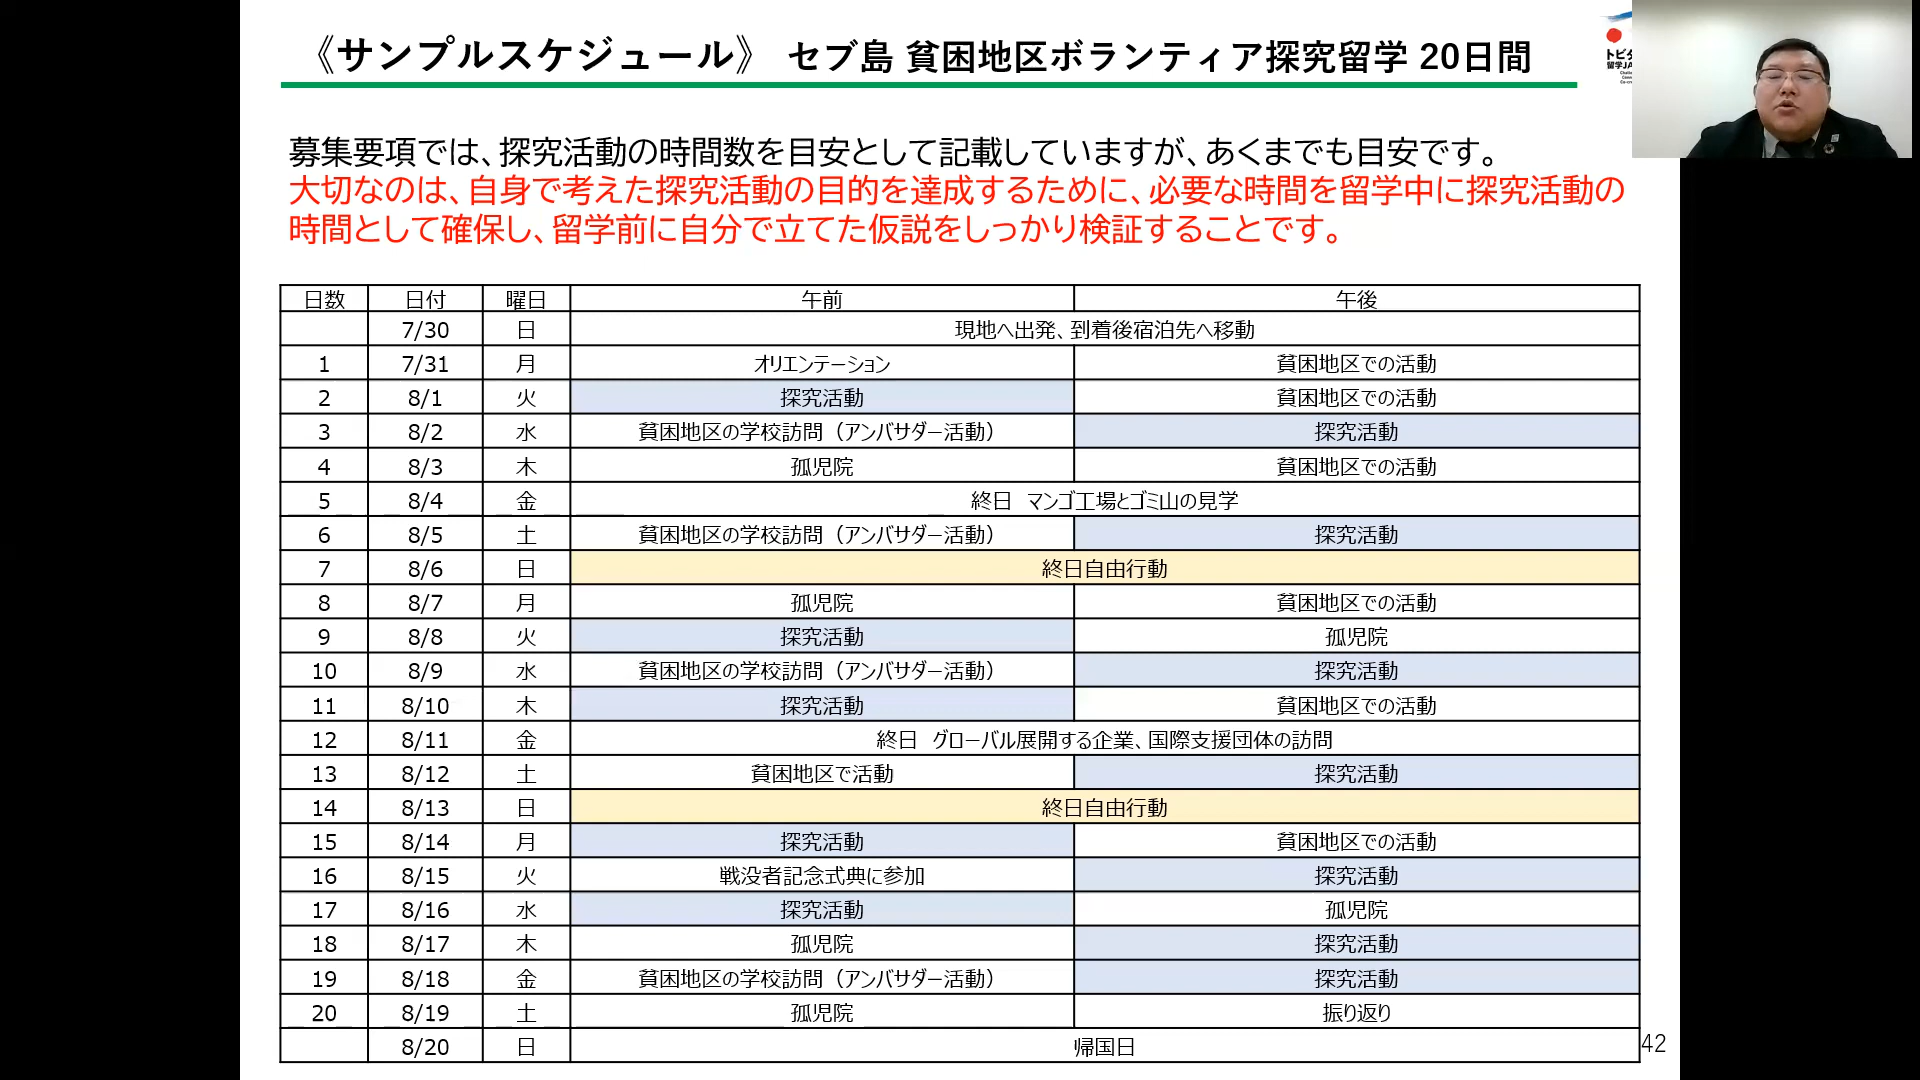 《サンプルスケジュール》 セブ島 貧困地区ボランティア探究留学 20日間
募集要項では、探究活動の時間数を目安として記載していますが、あくまでも目安です。
大切なのは、自身で考えた探究活動の目的を達成するために、必要な時間を留学中に探究活動の
時間として確保し、留学前に自分で立てた仮説をしっかり検証することです。
日数 日付 曜日 午前 午後
7/30 日 現地へ出発、到着後宿泊先へ移動
1 7/31 月 オリエンテーション 貧困地区での活動
2 8/1 火 探究活動 貧困地区での活動
3 8/2 水 貧困地区の学校訪問（アンバサダー活動） 探究活動
4 8/3 木 孤児院 貧困地区での活動
5 8/4 金 終日　マンゴ工場とゴミ山の見学
6 8/5 土 貧困地区の学校訪問（アンバサダー活動） 探究活動
7 8/6 日 終日自由行動
8 8/7 月 孤児院 貧困地区での活動
9 8/8 火 探究活動 孤児院
10 8/9 水 貧困地区の学校訪問（アンバサダー活動） 探究活動
11 8/10 木 探究活動 貧困地区での活動
12 8/11 金 終日　グローバル展開する企業、国際支援団体の訪問
13 8/12 土 貧困地区で活動 探究活動
14 8/13 日 終日自由行動
15 8/14 月 探究活動 貧困地区での活動
16 8/15 火 戦没者記念式典に参加 探究活動
17 8/16 水 探究活動 孤児院
18 8/17 木 孤児院 探究活動
19 8/18 金 貧困地区の学校訪問（アンバサダー活動） 探究活動
20 8/19 土 孤児院 振り返り
8/20 日 帰国日
42